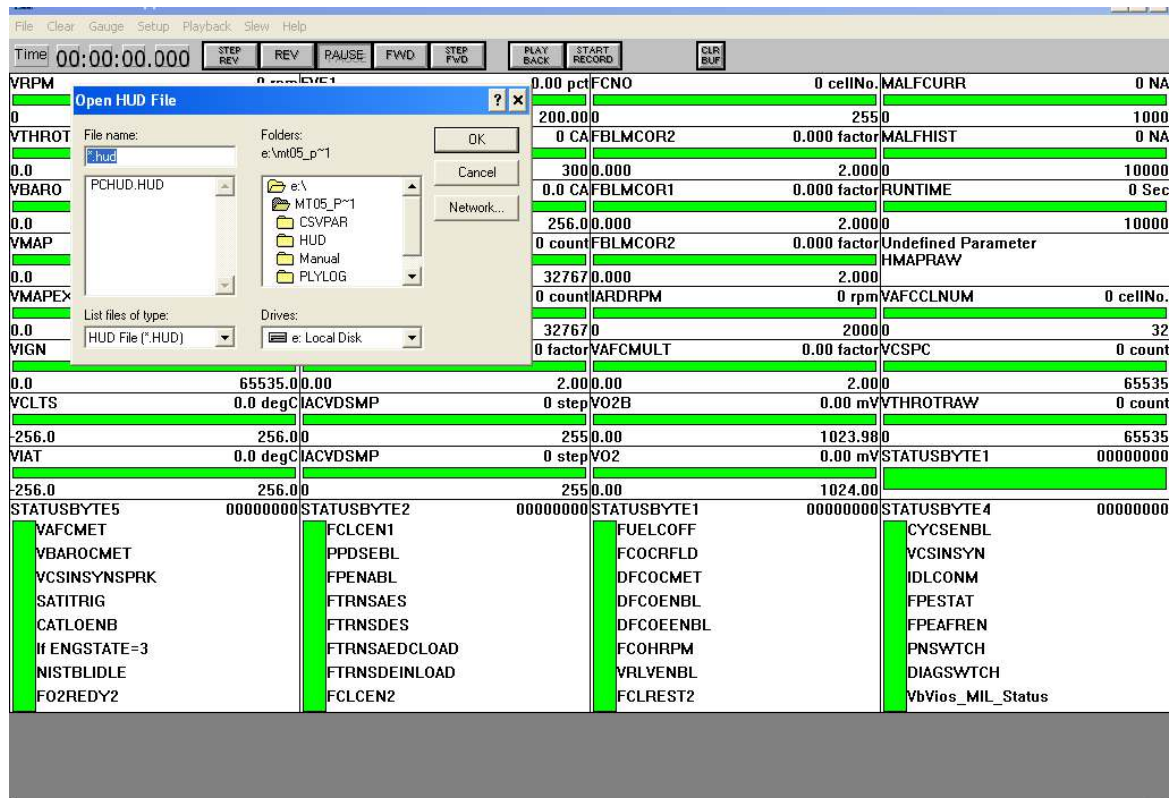 File Clear Gauge Setup Playback Slew Help
Time 00:00:00.000 STEP REV REV PAUSE FWD STEP FWD PLAY BACK START RECORD CLR BUF
VRPM 0 rpm 0.00 pct FCNO 0 cellNo. MALFCURR 0 NA
Open HUD File
0 200.00 0 255 0 1000
VTHROT 0 CA FBLMCOR2 0.000 factor MALFHIST 0 NA
File name: Folders: OK
*.hud e:\mt05_p~1
0.0 300 0.000 2.000 0 10000
Cancel
PCHUD.HUD e:\
VBARO 0.0 CA FBLMCOR1 0.000 factor RUNTIME 0 Sec
MT05_P~1 Network...
CSVPAR
0.0 256.0 0.000 2.000 0 10000
HUD
VMAP 0 count FBLMCOR2 0.000 factor Undefined Parameter
Manual
HMAPRAW
PLYLOG
0.0 32767 0.000 2.000
VMAPEX 0 count IARDRPM 0 rpm VAFCCLNUM 0 cellNo.
List files of type: Drives:
0.0 32767 0 2000 0 32
HUD File (*.HUD) e: Local Disk
VIGN 0 factor VAFCMULT 0.00 factor VCSPC 0 count
0.0 65535.0 0.00 2.00 0.00 2.00 0 65535
VCLTS 0.0 degC IACVDSMP 0 step VO2B 0.00 mV VTHROTRAW 0 count
-256.0 256.0 0 255 0.00 1023.98 0 65535
VIAT 0.0 degC IACVDSMP 0 step VO2 0.00 mV STATUSBYTE1 00000000
-256.0 256.0 0 255 0.00 1024.00
STATUSBYTE5 00000000 STATUSBYTE2 00000000 STATUSBYTE1 00000000 STATUSBYTE4 00000000
VAFCMET FCLCEN1 FUELCOFF CYCSENBL
VBAROCMET PPDSEBL FCOCRFLD VCSINSYN
VCSINSYNSPRK FPENABL DFCOCMET IDLCONM
SATITRIG FTRNSAES DFCOENBL FPESTAT
CATLOENB FTRNSDES DFCOEENBL FPEAFREN
If ENGSTATE=3 FTRNSAEDCLOAD FCOHRPM PNSWTCH
NISTBLIDLE FTRNSDEINLOAD VRLVENBL DIAGSWTCH
FO2REDY2 FCLCEN2 FCLREST2 VbVios_MIL_Status